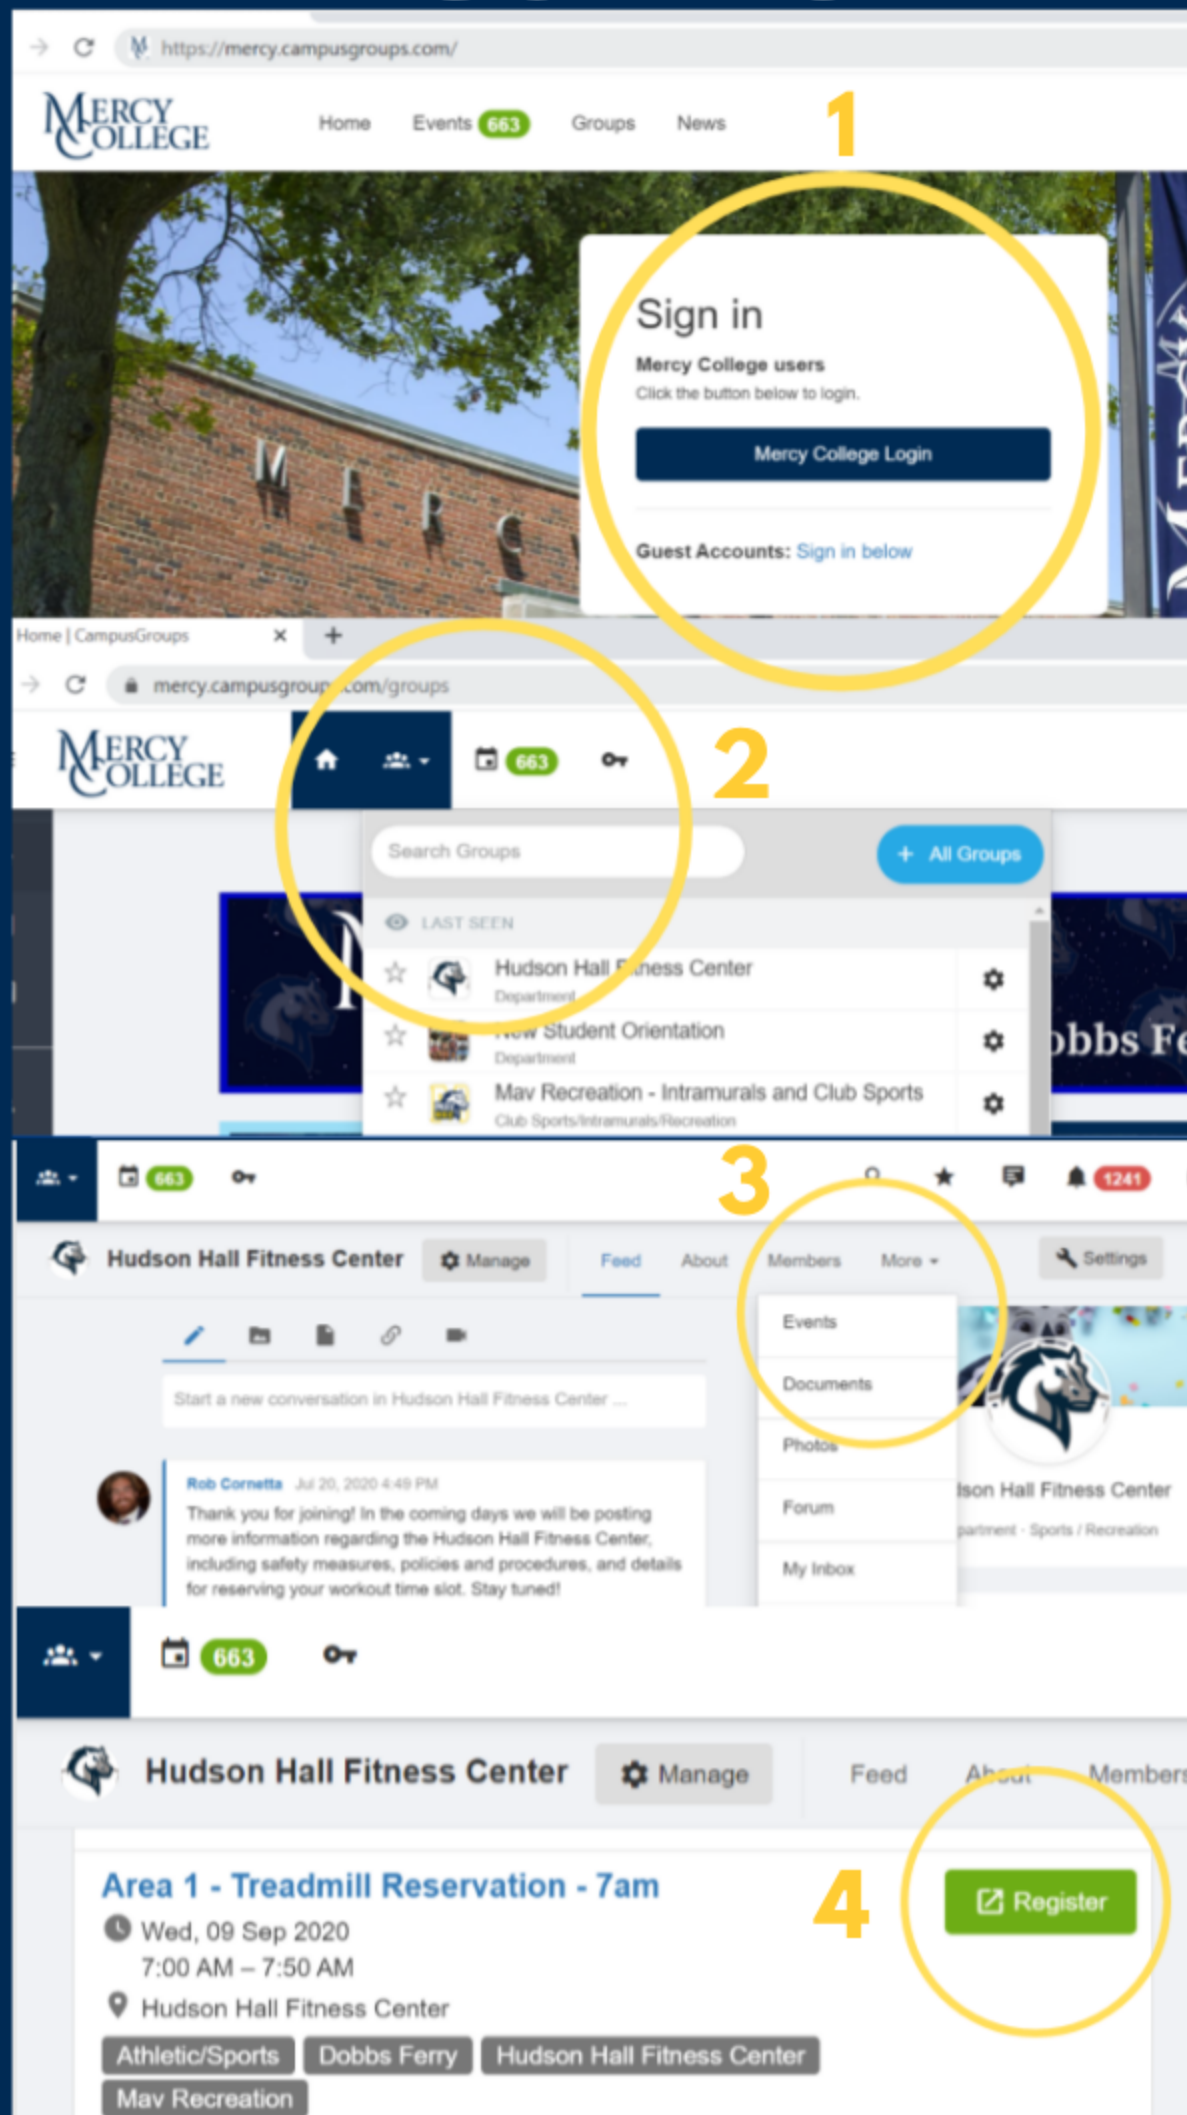 https://mercy.campusgroups.com/
MERCY COLLEGE
Home Events 663 Groups News
1
Sign in
Mercy College users
Click the button below to login.
Mercy College Login
Guest Accounts: Sign in below
MERC
Home | CampusGroups
mercy.campusgroups.com/groups
MERCY COLLEGE
663
2
Search Groups
+ All Groups
LAST SEEN
Hudson Hall Fitness Center
Department
New Student Orientation
Department
Mav Recreation - Intramurals and Club Sports
Club Sports/Intramurals/Recreation
obbs Fe
663
3
1241
Hudson Hall Fitness Center Manage Feed About Members More Settings
Events
Documents
Photos
Forum
My Inbox
Start a new conversation in Hudson Hall Fitness Center ...
Rob Cornetta Jul 20, 2020 4:49 PM
Thank you for joining! In the coming days we will be posting
more information regarding the Hudson Hall Fitness Center,
including safety measures, policies and procedures, and details
for reserving your workout time slot. Stay tuned!
dson Hall Fitness Center
partment · Sports / Recreation
663
Hudson Hall Fitness Center Manage Feed About Members
Area 1 - Treadmill Reservation - 7am
4
Register
Wed, 09 Sep 2020
7:00 AM – 7:50 AM
Hudson Hall Fitness Center
Athletic/Sports Dobbs Ferry Hudson Hall Fitness Center
Mav Recreation